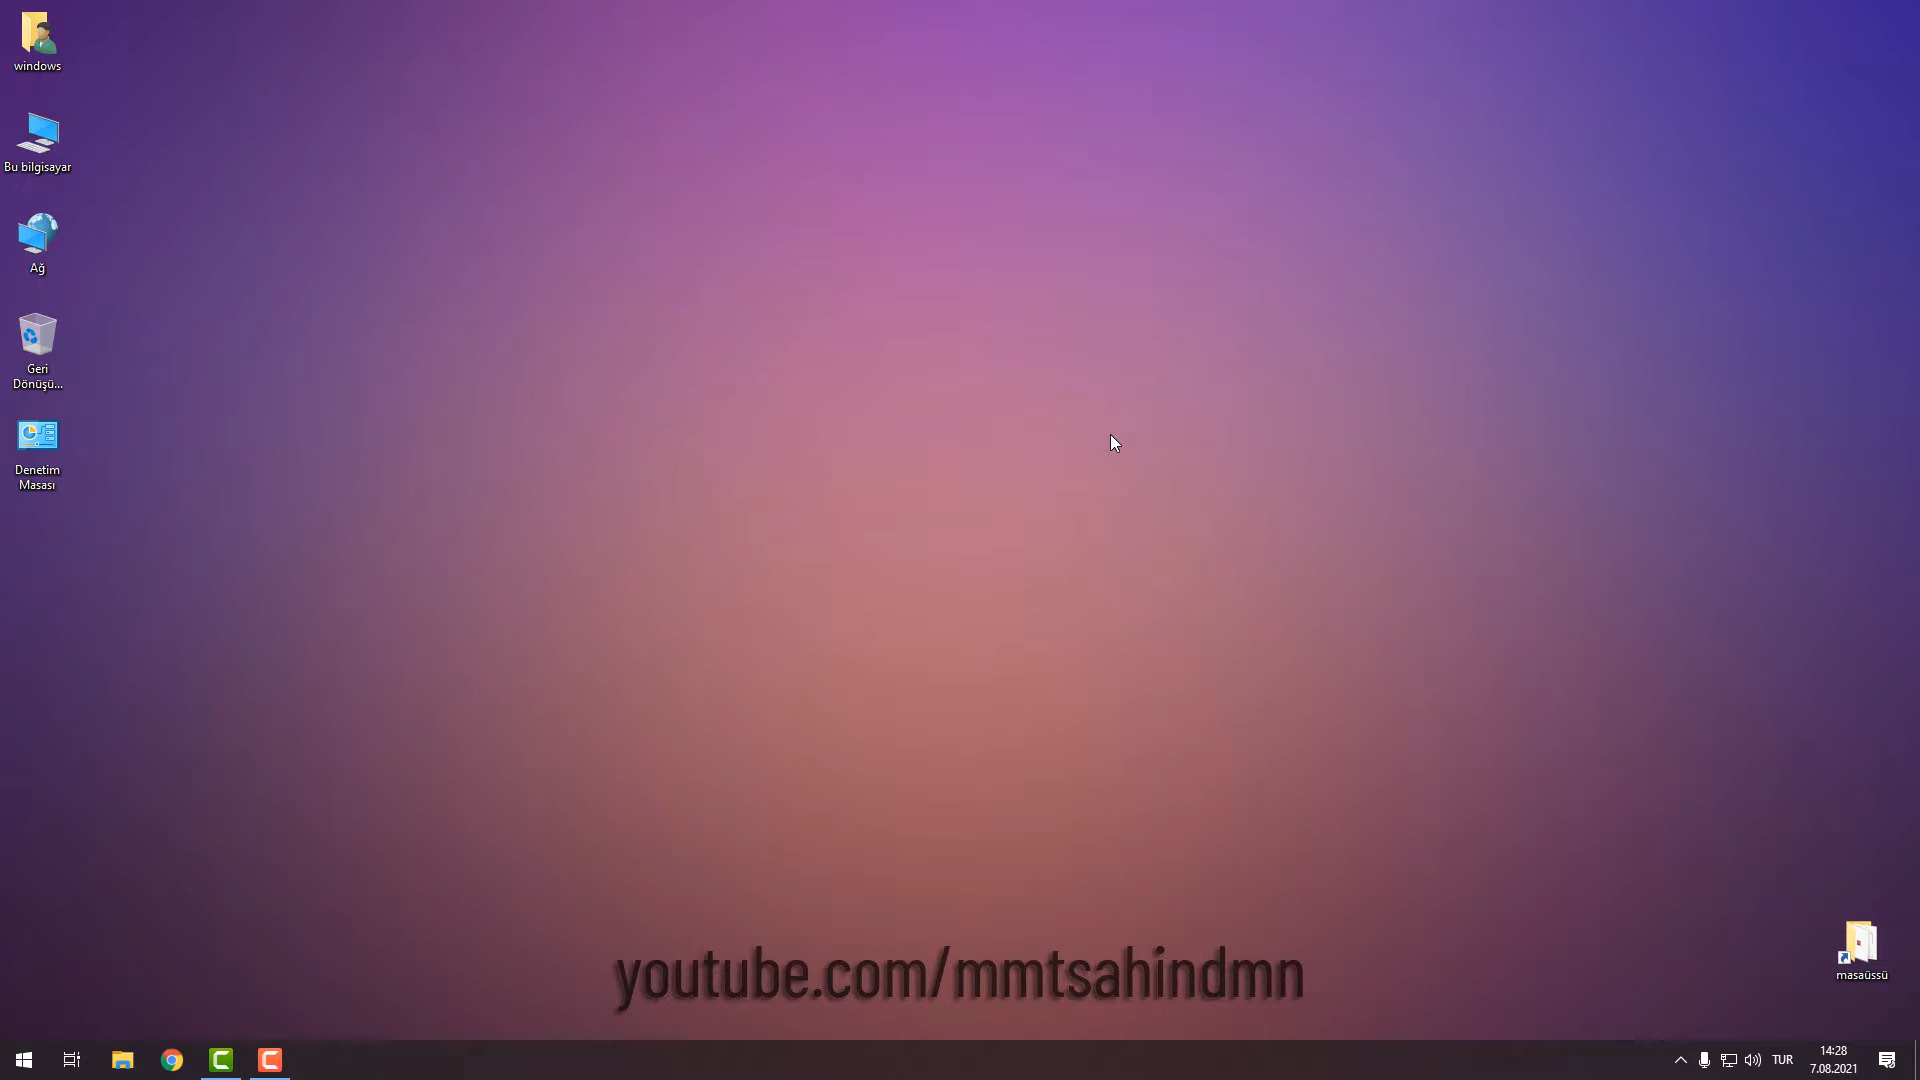 windows
Bu bilgisayar
Ağ
Geri
Dönüşü...
Denetim
Masası
masaüssü
youtube.com/mmtsahindmn
TUR
14:28
7.08.2021